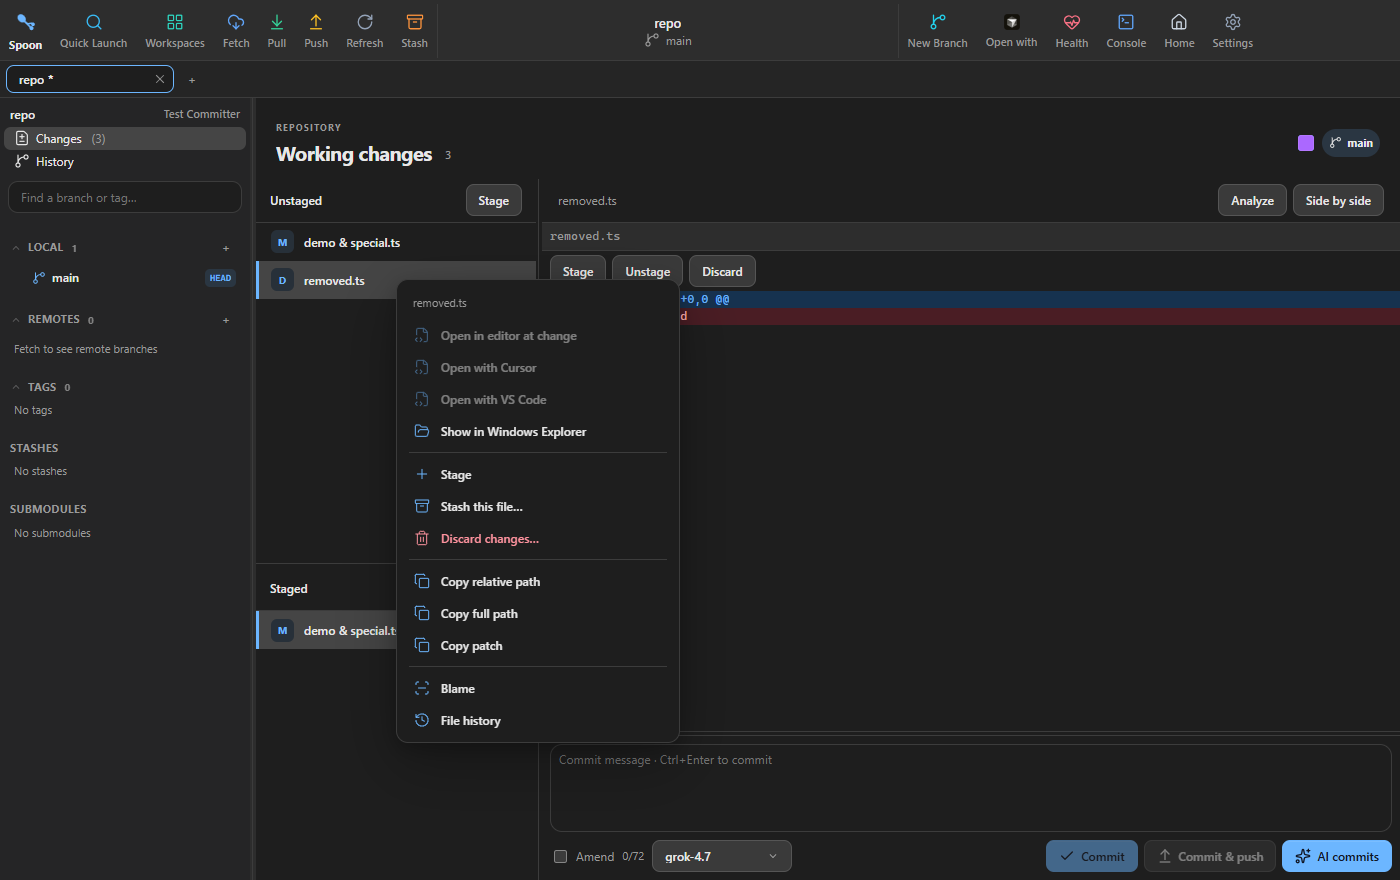 Spoon
Quick Launch
Workspaces
Fetch
Pull
Push
Refresh
Stash
repo
main
New Branch
Open with
Health
Console
Home
Settings
repo *
repo
Test Committer
Changes (3)
History
Find a branch or tag...
LOCAL 1
main
HEAD
REMOTES 0
Fetch to see remote branches
TAGS 0
No tags
STASHES
No stashes
SUBMODULES
No submodules
REPOSITORY
Working changes 3
main
Unstaged
Stage
M demo & special.ts
D removed.ts
Staged
M demo & special.ts
removed.ts
Analyze
Side by side
removed.ts
Stage
Unstage
Discard
+0,0 @@
d
removed.ts
Open in editor at change
Open with Cursor
Open with VS Code
Show in Windows Explorer
Stage
Stash this file...
Discard changes...
Copy relative path
Copy full path
Copy patch
Blame
File history
Commit message · Ctrl+Enter to commit
Amend
0/72
grok-4.7
Commit
Commit & push
AI commits